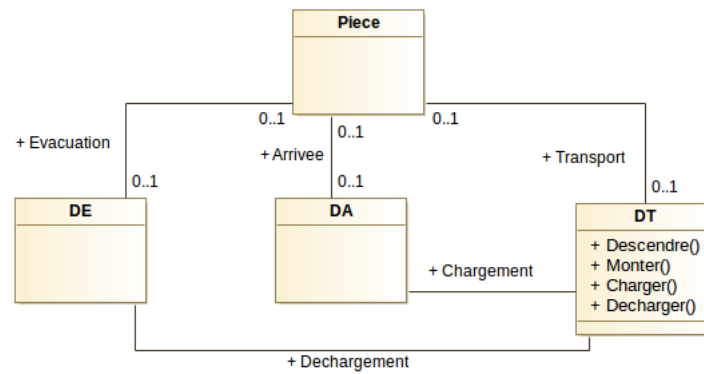 Piece
0..1
0..1
0..1
+ Evacuation
+ Arrivee
+ Transport
0..1
0..1
0..1
DE
DA
DT
+ Descendre()
+ Monter()
+ Charger()
+ Decharger()
+ Chargement
+ Dechargement